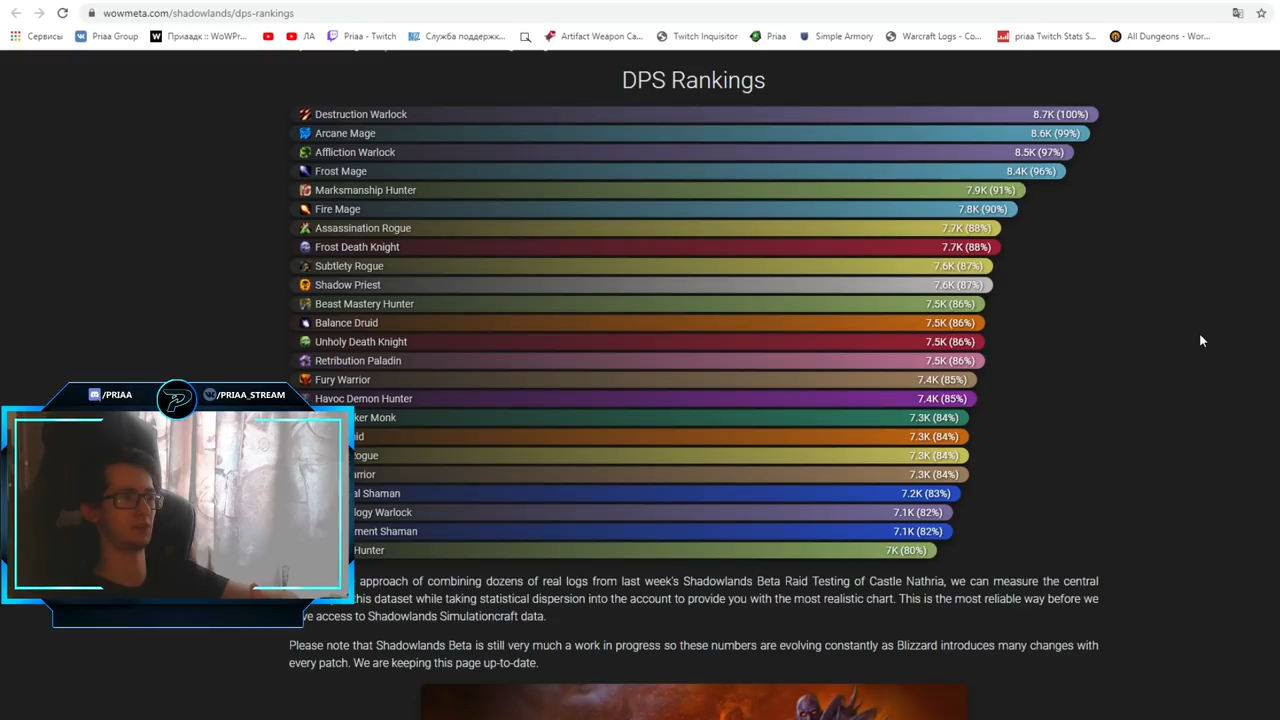 wowmeta.com/shadowlands/dps-rankings
Сервисы Priaa Group Приаадк :: WoWPr... ЛА Priaa - Twitch Служба поддержк... Artifact Weapon Ca... Twitch Inquisitor Priaa Simple Armory Warcraft Logs - Co... priaa Twitch Stats S... All Dungeons - Wor...
DPS Rankings
Destruction Warlock 8.7K (100%)
Arcane Mage 8.6K (99%)
Affliction Warlock 8.5K (97%)
Frost Mage 8.4K (96%)
Marksmanship Hunter 7.9K (91%)
Fire Mage 7.8K (90%)
Assassination Rogue 7.7K (88%)
Frost Death Knight 7.7K (88%)
Subtlety Rogue 7.6K (87%)
Shadow Priest 7.6K (87%)
Beast Mastery Hunter 7.5K (86%)
Balance Druid 7.5K (86%)
Unholy Death Knight 7.5K (86%)
Retribution Paladin 7.5K (86%)
Fury Warrior 7.4K (85%)
Havoc Demon Hunter 7.4K (85%)
ker Monk 7.3K (84%)
id 7.3K (84%)
ogue 7.3K (84%)
rrior 7.3K (84%)
al Shaman 7.2K (83%)
logy Warlock 7.1K (82%)
ment Shaman 7.1K (82%)
Hunter 7K (80%)
/PRIAA /PRIAA_STREAM
approach of combining dozens of real logs from last week's Shadowlands Beta Raid Testing of Castle Nathria, we can measure the central
this dataset while taking statistical dispersion into the account to provide you with the most realistic chart. This is the most reliable way before we
ve access to Shadowlands Simulationcraft data.
Please note that Shadowlands Beta is still very much a work in progress so these numbers are evolving constantly as Blizzard introduces many changes with
every patch. We are keeping this page up-to-date.